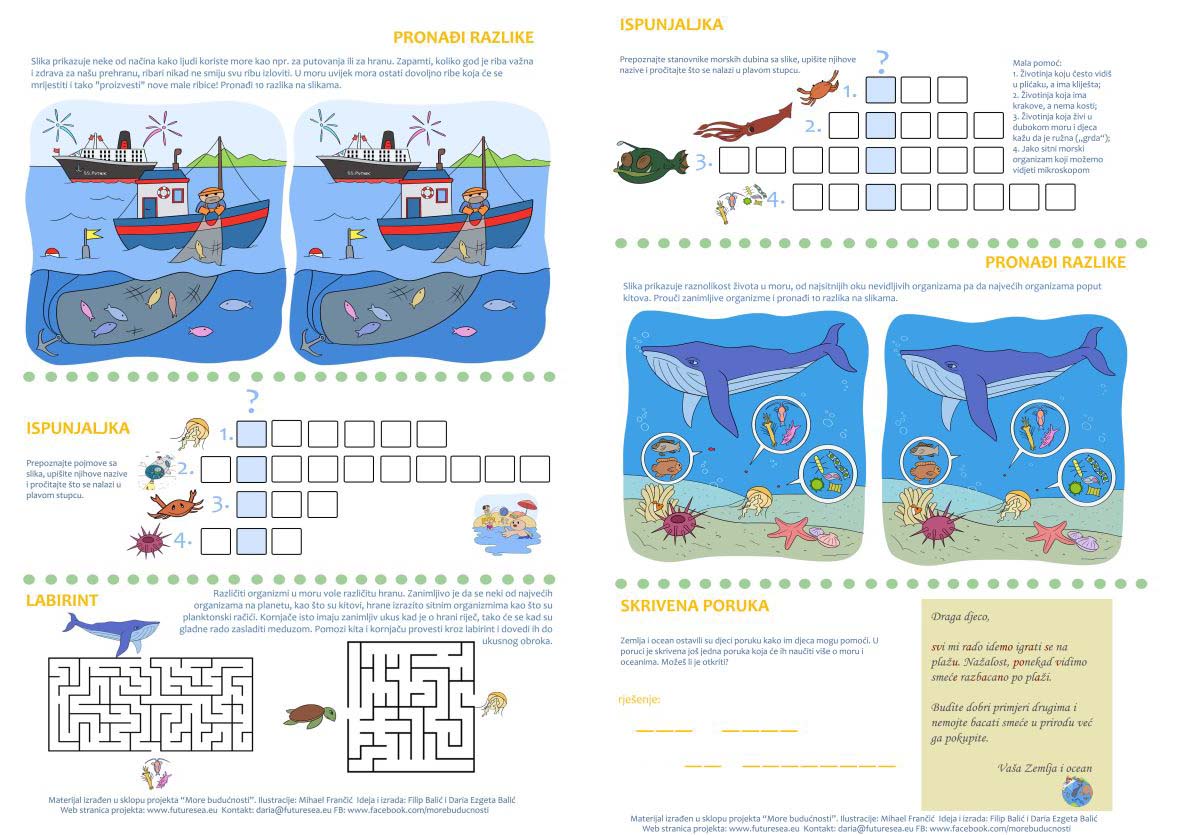 PRONAĐI RAZLIKE
Slika prikazuje neke od načina kako ljudi koriste more kao npr. za putovanja ili za hranu. Zapamti, koliko god je riba važna
i zdrava za našu prehranu, ribari nikad ne smiju svu ribu izloviti. U moru uvijek mora ostati dovoljno ribe koja će se
mrijestiti i tako "proizvesti" nove male ribice! Pronađi 10 razlika na slikama.
?
ISPUNJALJKA
Prepoznajte pojmove sa
slika, upišite njihove nazive
i pročitajte što se nalazi u
plavom stupcu.
1.
2.
3.
4.
LABIRINT
Različiti organizmi u moru vole različitu hranu. Zanimljivo je da se neki od najvećih
organizama na planetu, kao što su kitovi, hrane izrazito sitnim organizmima kao što su
planktonski račići. Kornjače isto imaju zanimljiv ukus kad je o hrani riječ, tako će se kad su
gladne rado zasladiti meduzom. Pomozi kita i kornjaču provesti kroz labirint i dovedi ih do
ukusnog obroka.
Materijal izrađen u sklopu projekta "More budućnosti". Ilustracije: Mihael Frančić Ideja i izrada: Filip Balić i Daria Ezgeta Balić
Web stranica projekta: www.futuresea.eu Kontakt: daria@futuresea.eu FB: www.facebook.com/morebuducnosti
ISPUNJALJKA
Prepoznajte stanovnike morskih dubina sa slike, upišite njihove
nazive i pročitajte što se nalazi u plavom stupcu.
?
1.
2.
3.
4.
Mala pomoć:
1. Životinja koju često vidiš
u plićaku, a ima kliješta;
2. Životinja koja ima
krakove, a nema kosti;
3. Životinja koja živi u
dubokom moru i djeca
kažu da je ružna („grda“);
4. Jako sitni morski
organizam koji možemo
vidjeti mikroskopom
PRONAĐI RAZLIKE
Slika prikazuje raznolikost života u moru, od najsitnijih oku nevidljivih organizama pa da najvećih organizama poput
kitova. Prouči zanimljive organizme i pronađi 10 razlika na slikama.
SKRIVENA PORUKA
Zemlja i ocean ostavili su djeci poruku kako im djeca mogu pomoći. U
poruci je skrivena još jedna poruka koja će ih naučiti više o moru i
oceanima. Možeš li je otkriti?
rješenje:
Draga djeco,
svi mi rado idemo igrati se na
plažu. Nažalost, ponekad vidimo
smeće razbacano po plaži.
Budite dobri primjeri drugima i
nemojte bacati smeće u prirodu već
ga pokupite.
Vaša Zemlja i ocean
Materijal izrađen u sklopu projekta "More budućnosti". Ilustracije: Mihael Frančić Ideja i izrada: Filip Balić i Daria Ezgeta Balić
Web stranica projekta: www.futuresea.eu Kontakt: daria@futuresea.eu FB: www.facebook.com/morebuducnosti